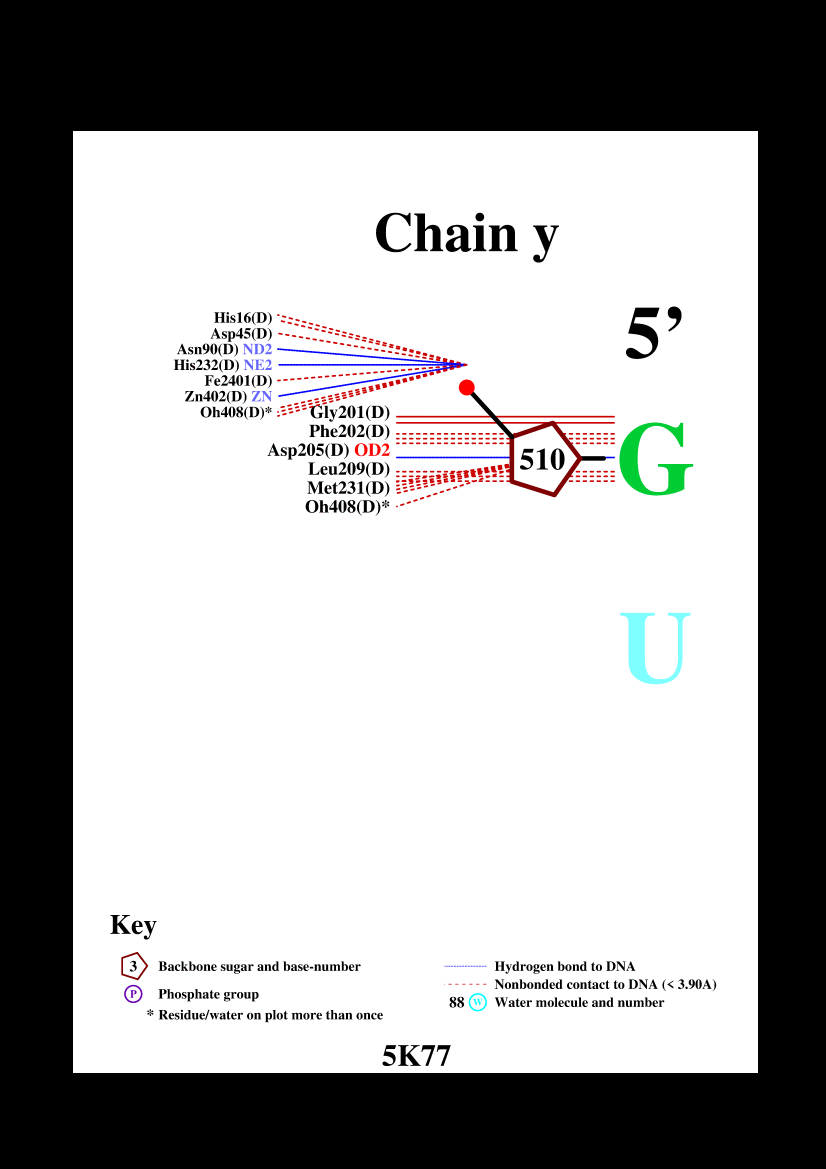 Chain y
5’
His16(D)
Asp45(D)
Asn90(D) ND2
His232(D) NE2
Fe2401(D)
Zn402(D) ZN
Oh408(D)*
Gly201(D)
Phe202(D)
Asp205(D) OD2
Leu209(D)
Met231(D)
Oh408(D)*
510
G
U
Key
3 Backbone sugar and base-number
P Phosphate group
* Residue/water on plot more than once
Hydrogen bond to DNA
Nonbonded contact to DNA (< 3.90A)
88 W Water molecule and number
5K77